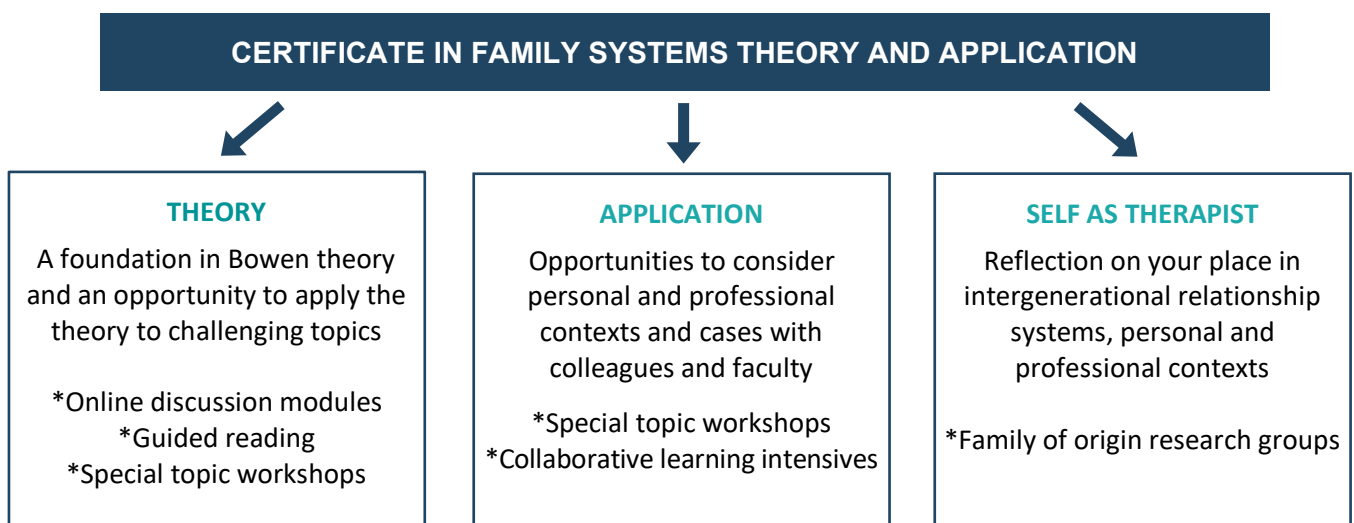 CERTIFICATE IN FAMILY SYSTEMS THEORY AND APPLICATION
THEORY
A foundation in Bowen theory
and an opportunity to apply the
theory to challenging topics
*Online discussion modules
*Guided reading
*Special topic workshops
APPLICATION
Opportunities to consider
personal and professional
contexts and cases with
colleagues and faculty
*Special topic workshops
*Collaborative learning intensives
SELF AS THERAPIST
Reflection on your place in
intergenerational relationship
systems, personal and
professional contexts
*Family of origin research groups